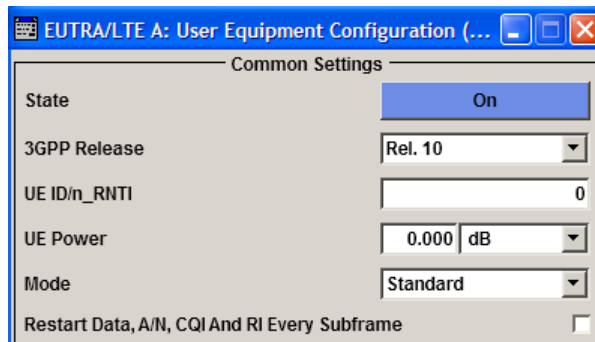 EUTRA/LTE A: User Equipment Configuration (...
Common Settings
State On
3GPP Release Rel. 10
UE ID/n_RNTI 0
UE Power 0.000 dB
Mode Standard
Restart Data, A/N, CQI And RI Every Subframe